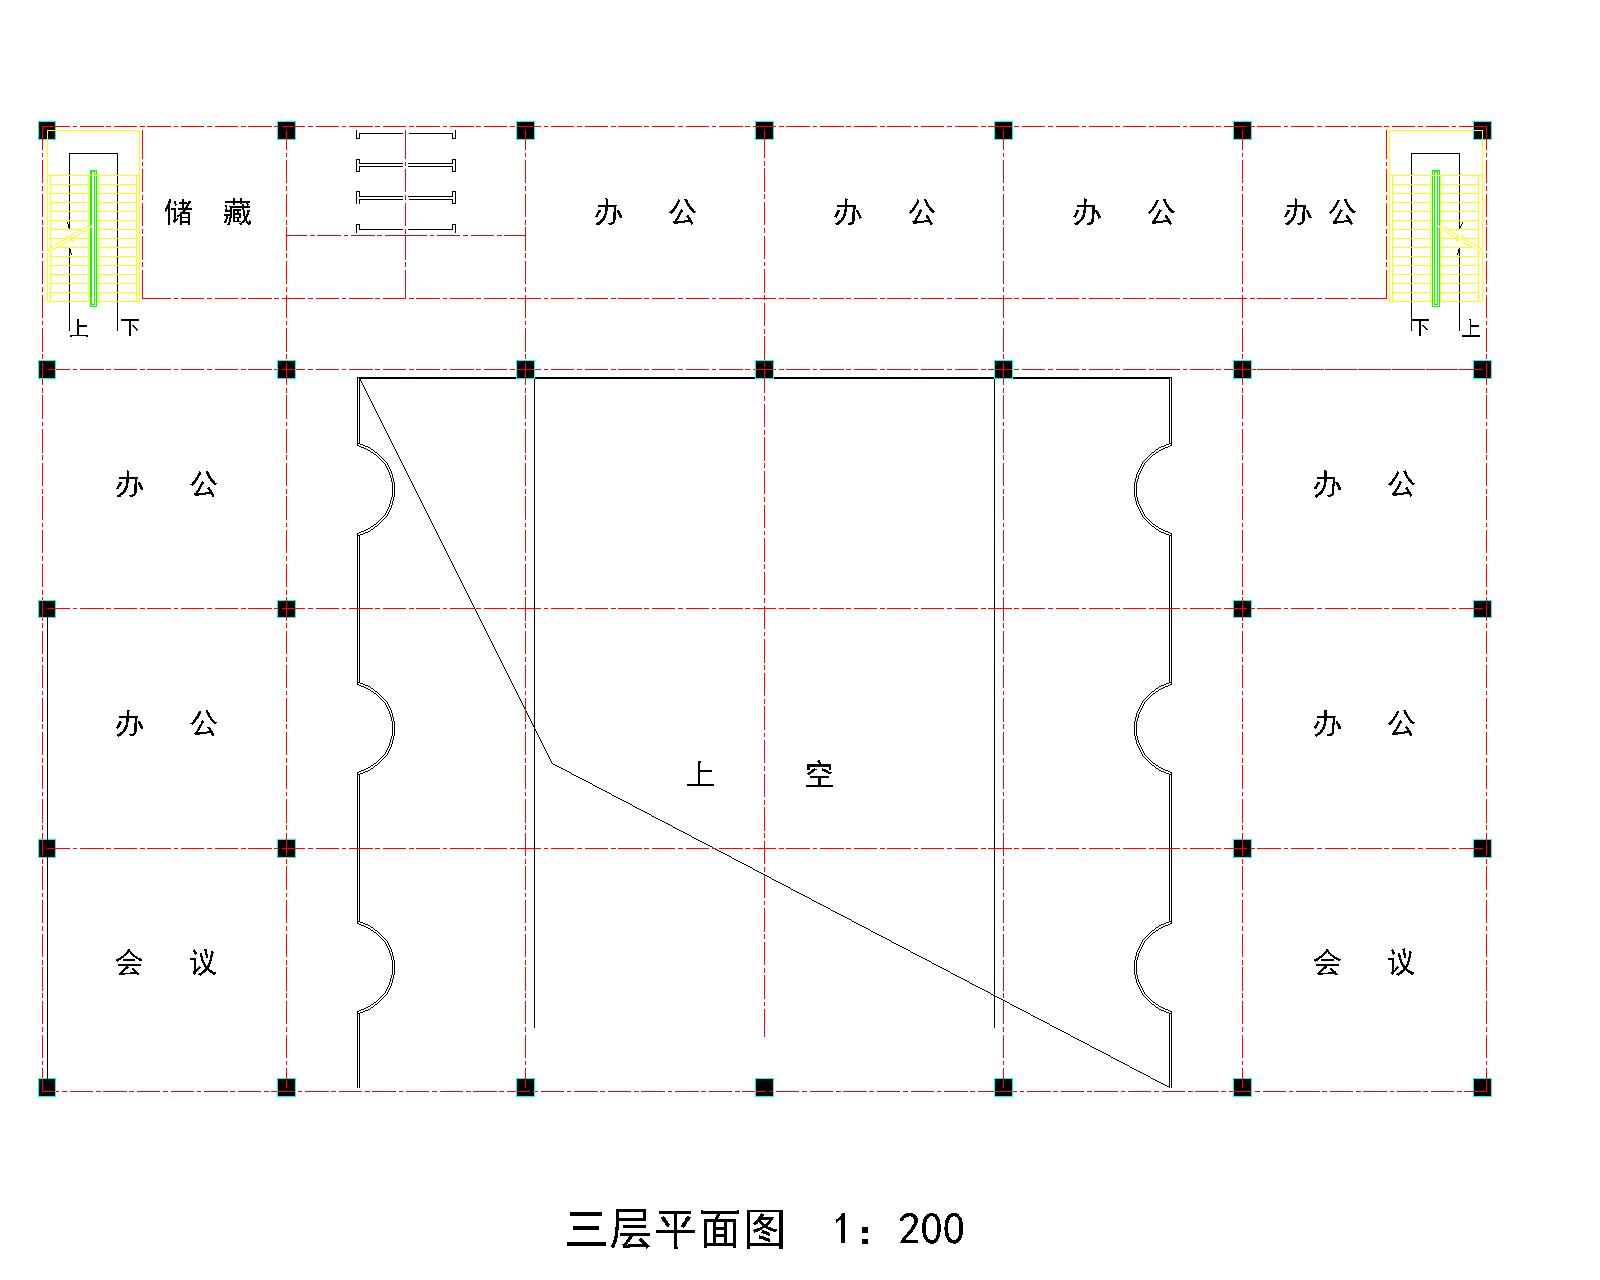 储 藏
办 公
办 公
办 公
办 公
上 下
下 上
办 公
办 公
办 公
办 公
上 空
会 议
会 议
三层平面图 1：200